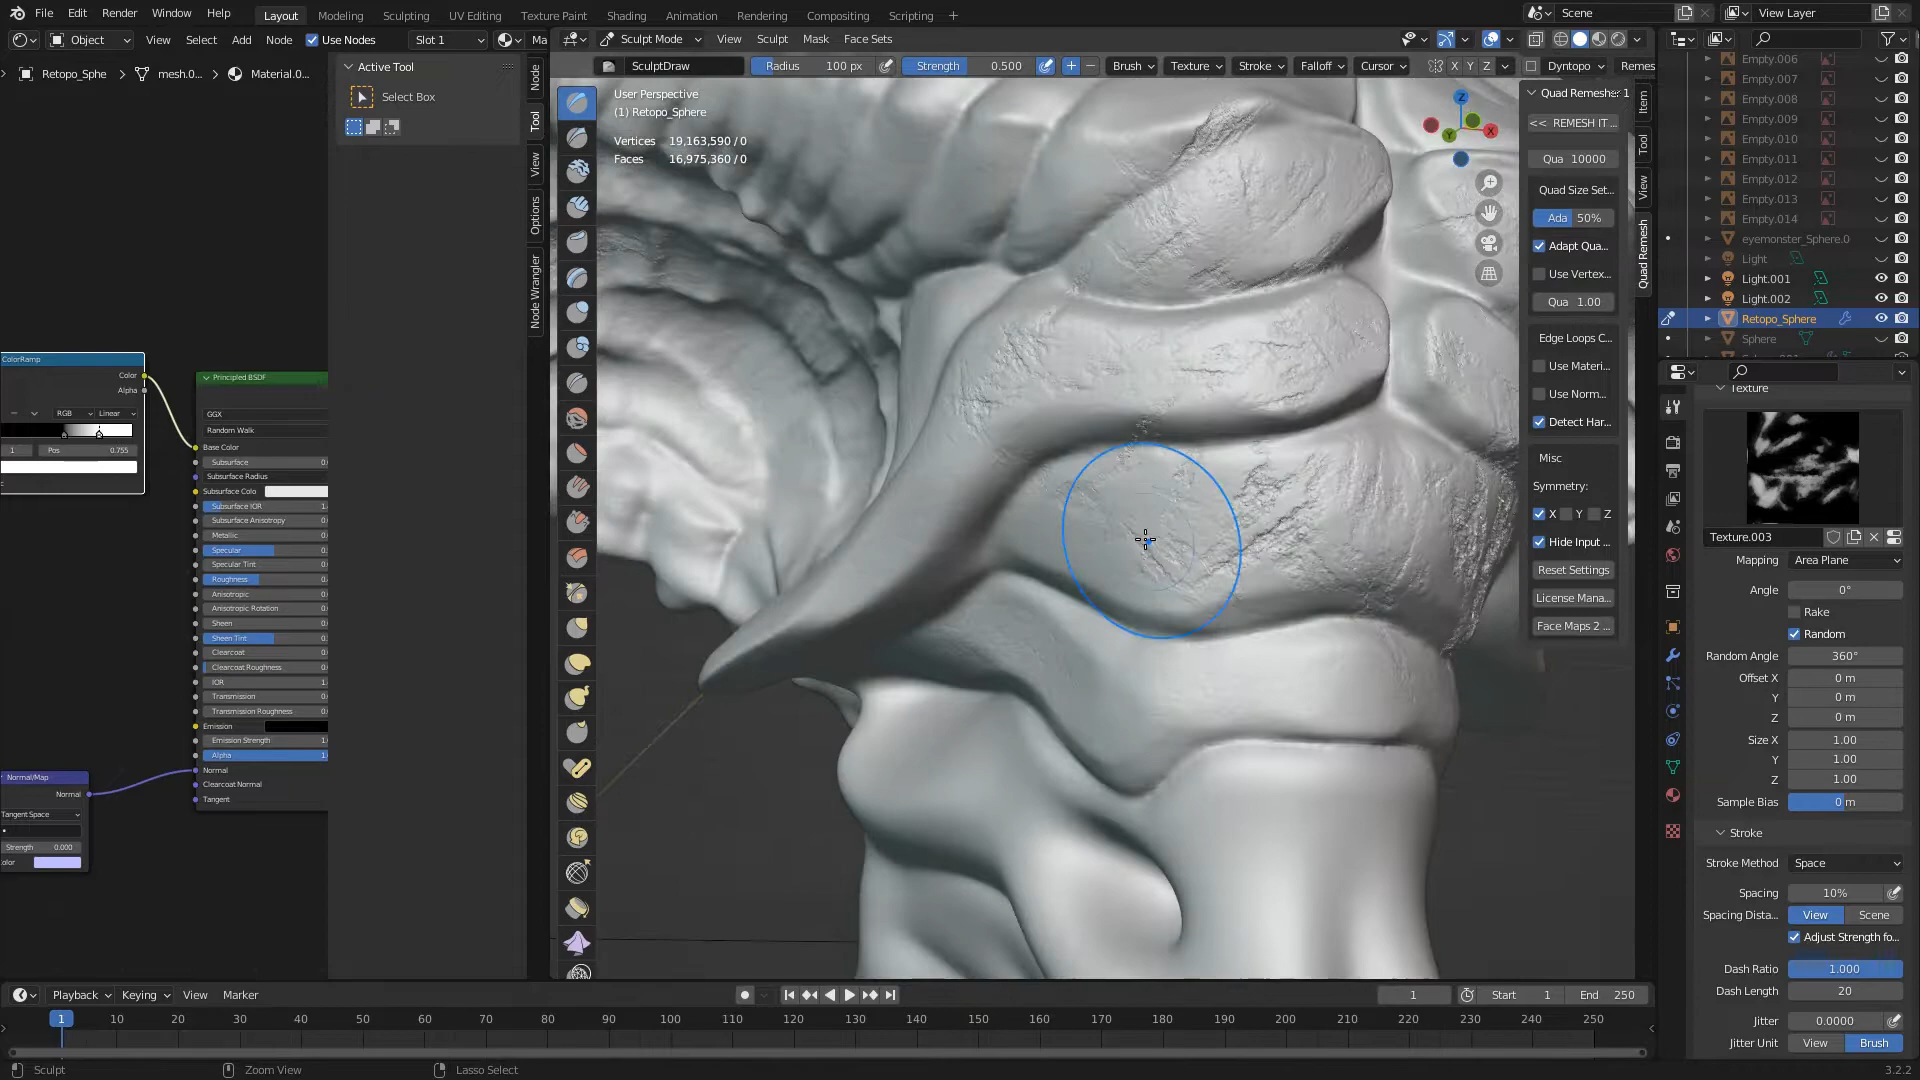 File Edit Render Window Help Layout Modeling Sculpting UV Editing Texture Paint Shading Animation Rendering Compositing Scripting + Scene View Layer
Object View Select Add Node Use Nodes Slot 1 Ma
Sculpt Mode View Sculpt Mask Face Sets
Retopo_Sphe mesh.0... Material.0...
Active Tool
Select Box
Node
Tool
View
Options
Node Wrangler
SculptDraw Radius 100 px Strength 0.500 Brush Texture Stroke Falloff Cursor X Y Z Dyntopo Remes
User Perspective
(1) Retopo_Sphere
Vertices 19,163,590 / 0
Faces 16,975,360 / 0
Z
X
Y
ColorRamp
Color
Alpha
RGB Linear
1 Pos 0.755
Principled BSDF
GGX
Random Walk
Base Color
Subsurface
Subsurface Radius
Subsurface Colo
Subsurface IOR
Subsurface Anisotropy
Metallic
Specular
Specular Tint
Roughness
Anisotropic
Anisotropic Rotation
Sheen
Sheen Tint
Clearcoat
Clearcoat Roughness
IOR
Transmission
Transmission Roughness
Emission
Emission Strength
Alpha
Normal
Clearcoat Normal
Tangent
Normal Map
Normal
Tangent Space
Strength 0.000
olor
Quad Remesher 1
<< REMESH IT ...
Qua 10000
Quad Size Set...
Ada 50%
Adapt Qua...
Use Vertex...
Qua 1.00
Edge Loops C...
Use Materi...
Use Norm...
Detect Har...
Misc
Symmetry:
X Y Z
Hide Input ...
Reset Settings
License Mana...
Face Maps 2 ...
Item
Tool
View
Quad Remesh
Empty.006
Empty.007
Empty.008
Empty.009
Empty.010
Empty.011
Empty.012
Empty.013
Empty.014
eyemonster_Sphere.0
Light
Light.001
Light.002
Retopo_Sphere
Sphere
Texture
Texture.003
Mapping Area Plane
Angle 0°
Rake
Random
Random Angle 360°
Offset X 0 m
Y 0 m
Z 0 m
Size X 1.00
Y 1.00
Z 1.00
Sample Bias 0 m
Stroke
Stroke Method Space
Spacing 10%
Spacing Dista... View Scene
Adjust Strength fo...
Dash Ratio 1.000
Dash Length 20
Jitter 0.0000
Jitter Unit View Brush
Playback Keying View Marker 1 Start 1 End 250
1 10 20 30 40 50 60 70 80 90 100 110 120 130 140 150 160 170 180 190 200 210 220 230 240 250
Sculpt Zoom View Lasso Select 3.2.2